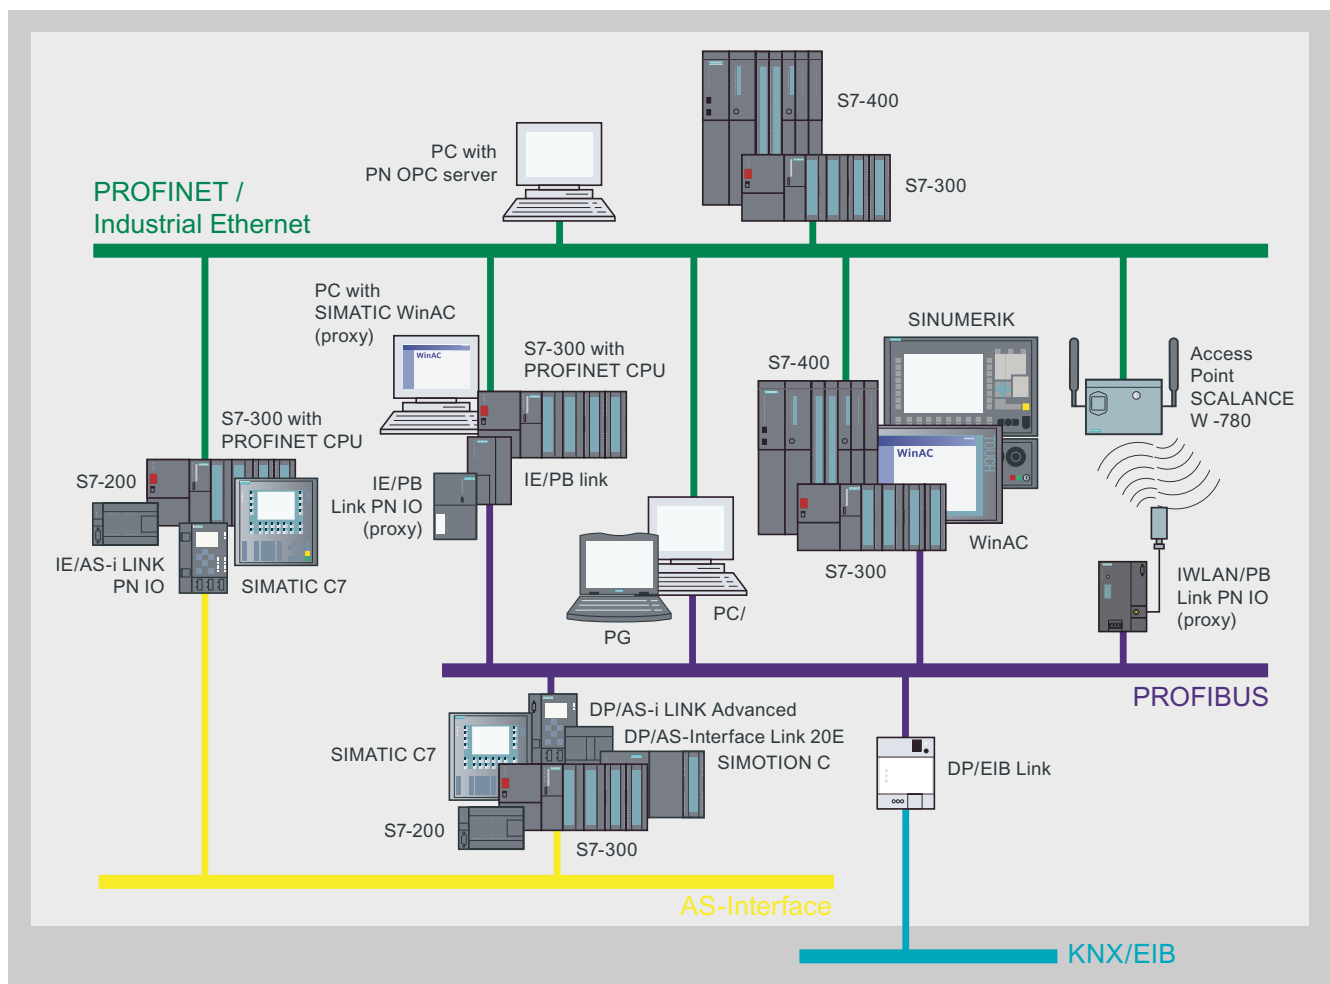 S7-400
PC with
PN OPC server
S7-300
PROFINET /
Industrial Ethernet
PC with
SIMATIC WinAC
(proxy)
WinAC
S7-300 with
PROFINET CPU
SINUMERIK
S7-400
Access
Point
SCALANCE
W -780
S7-300 with
PROFINET CPU
S7-200
IE/PB
Link PN IO
(proxy)
IE/PB link
WinAC
TOUCH
WinAC
S7-300
IE/AS-i LINK
PN IO
SIMATIC C7
PG
PC/
IWLAN/PB
Link PN IO
(proxy)
PROFIBUS
DP/AS-i LINK Advanced
DP/AS-Interface Link 20E
SIMATIC C7
SIMOTION C
DP/EIB Link
S7-200
S7-300
AS-Interface
KNX/EIB